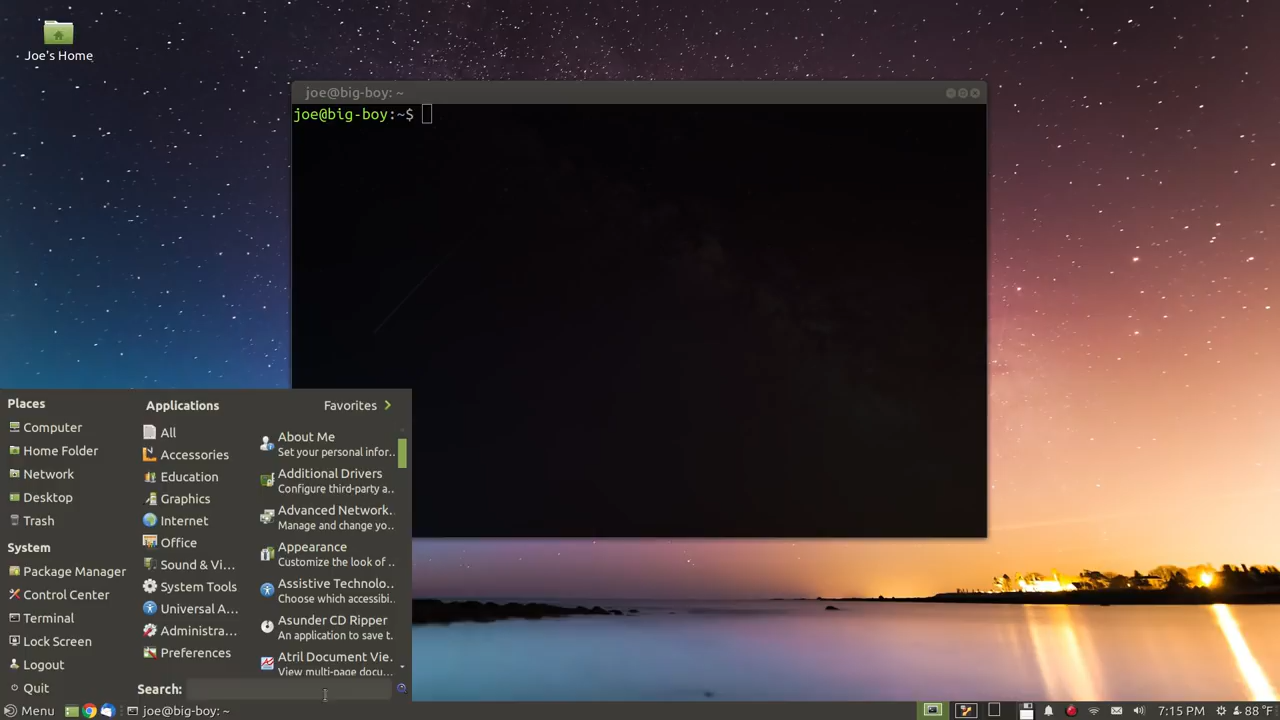 Joe's Home
joe@big-boy: ~
joe@big-boy:~$
Places
Computer
Home Folder
Network
Desktop
Trash
System
Package Manager
Control Center
Terminal
Lock Screen
Logout
Quit
Applications
All
Accessories
Education
Graphics
Internet
Office
Sound & Vi...
System Tools
Universal A...
Administra...
Preferences
Favorites
About Me
Set your personal infor..
Additional Drivers
Configure third-party a..
Advanced Network..
Manage and change yo..
Appearance
Customize the look of ..
Assistive Technolo..
Choose which accessibi..
Asunder CD Ripper
An application to save t..
Atril Document Vie..
View multi-page docu...
Search:
Menu
joe@big-boy: ~
7:15 PM
88 °F